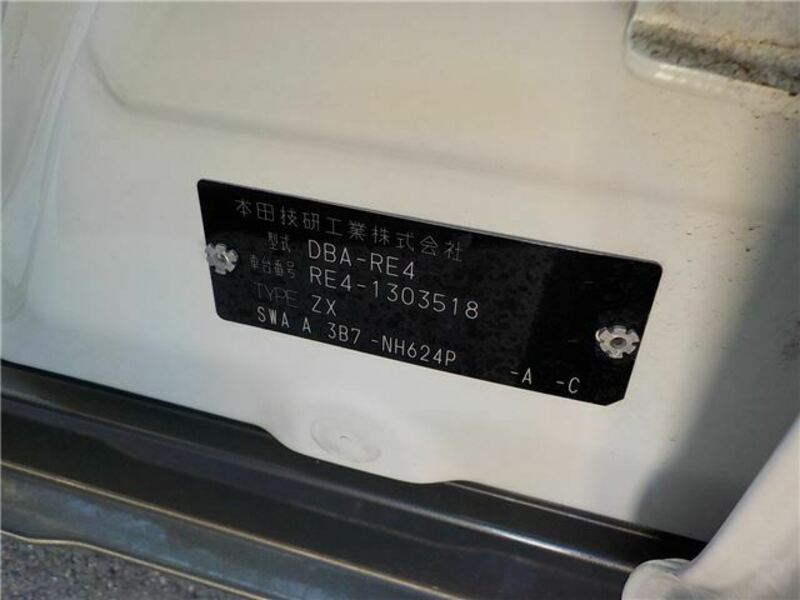 本田技研工業株式会社
型式 DBA-RE4
車台番号 RE4-1303518
TYPE ZX
SWA A 3B7 -NH624P -A -C